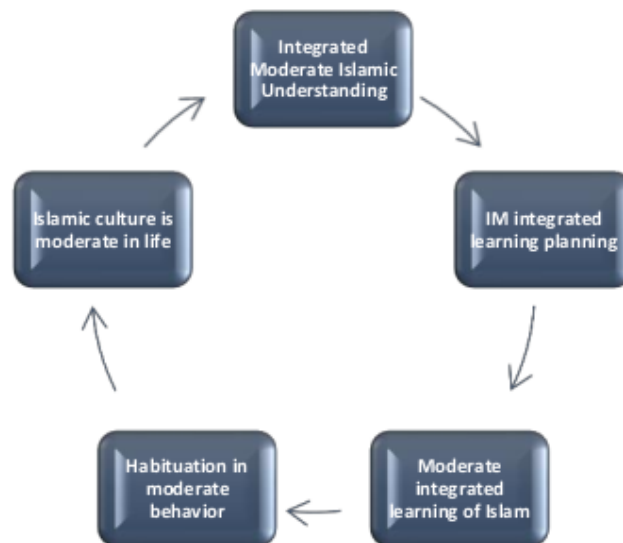 Integrated
Moderate Islamic
Understanding
IM integrated
learning planning
Moderate
integrated
learning of Islam
Habituation in
moderate
behavior
Islamic culture is
moderate in life